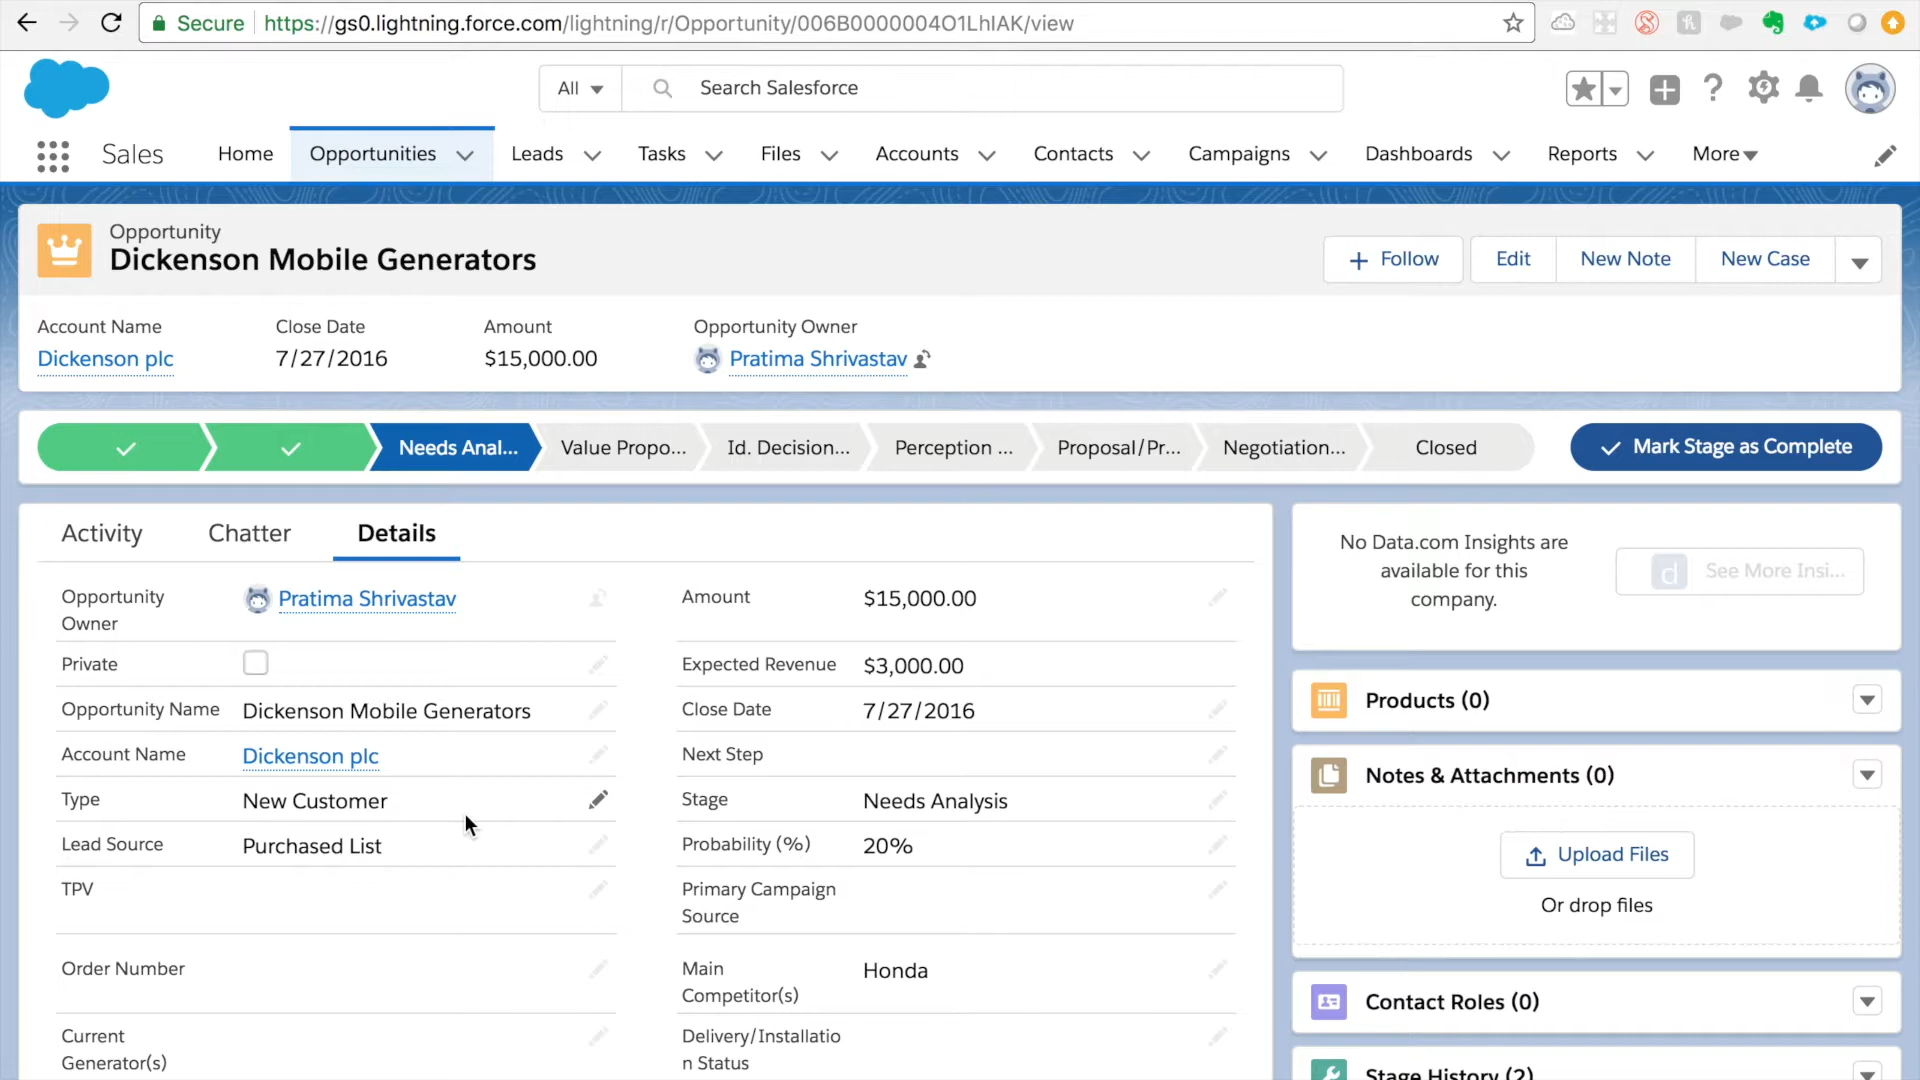 Secure https://gs0.lightning.force.com/lightning/r/Opportunity/006B0000004O1LhIAK/view
All Search Salesforce
Sales Home Opportunities Leads Tasks Files Accounts Contacts Campaigns Dashboards Reports More
Opportunity
Dickenson Mobile Generators
Follow Edit New Note New Case
Account Name Close Date Amount Opportunity Owner
Dickenson plc 7/27/2016 $15,000.00 Pratima Shrivastav
Needs Anal... Value Propo... Id. Decision... Perception ... Proposal/Pr... Negotiation... Closed Mark Stage as Complete
Activity Chatter Details
Opportunity Owner Pratima Shrivastav Amount $15,000.00
Private Expected Revenue $3,000.00
Opportunity Name Dickenson Mobile Generators Close Date 7/27/2016
Account Name Dickenson plc Next Step
Type New Customer Stage Needs Analysis
Lead Source Purchased List Probability (%) 20%
TPV Primary Campaign Source
Order Number Main Competitor(s) Honda
Current Generator(s) Delivery/Installatio
n Status
No Data.com Insights are
available for this
company.
d See More Insi...
Products (0)
Notes & Attachments (0)
Upload Files
Or drop files
Contact Roles (0)
Stage History (2)